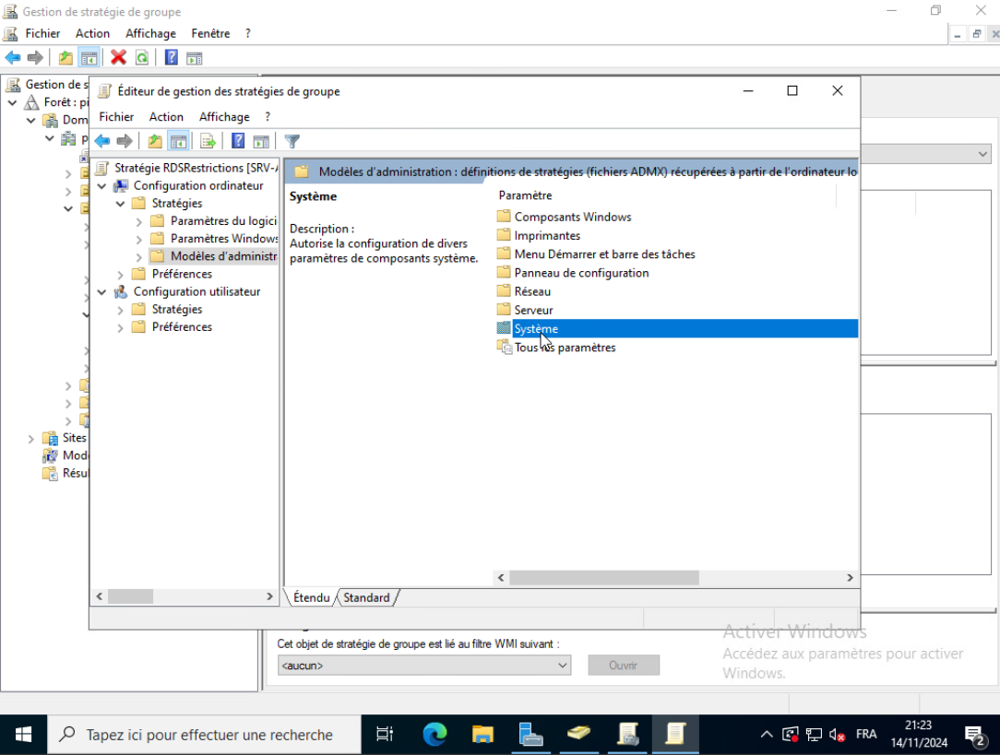 Gestion de stratégie de groupe
Fichier Action Affichage Fenêtre ?
Gestion de s
Forêt : pi
Dom
p
Sites
Mod
Résul
Éditeur de gestion des stratégies de groupe
Fichier Action Affichage ?
Stratégie RDSRestrictions [SRV-A
Configuration ordinateur
Stratégies
Paramètres du logici
Paramètres Windows
Modèles d'administr
Préférences
Configuration utilisateur
Stratégies
Préférences
Modèles d'administration : définitions de stratégies (fichiers ADMX) récupérées à partir de l'ordinateur lo
Système
Description :
Autorise la configuration de divers
paramètres de composants système.
Paramètre
Composants Windows
Imprimantes
Menu Démarrer et barre des tâches
Panneau de configuration
Réseau
Serveur
Système
Tous les paramètres
Étendu Standard
Cet objet de stratégie de groupe est lié au filtre WMI suivant :
<aucun>
Ouvrir
Activer Windows
Accédez aux paramètres pour activer
Windows.
Tapez ici pour effectuer une recherche
FRA
21:23
14/11/2024
2